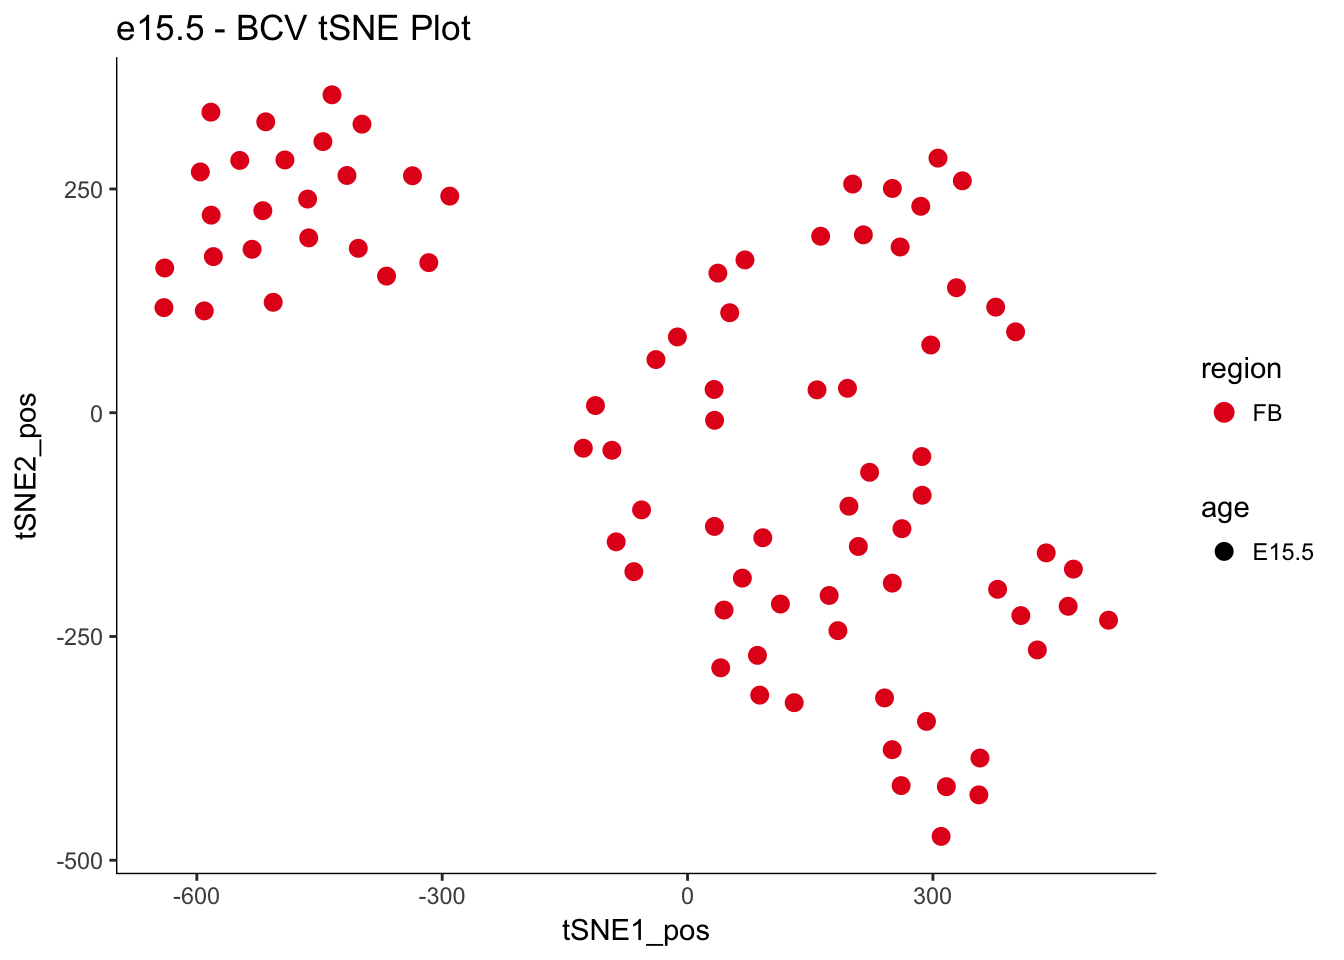 e15.5 - BCV tSNE Plot
tSNE2_pos
250
0
-250
-500
-600
-300
0
300
tSNE1_pos
region
FB
age
E15.5